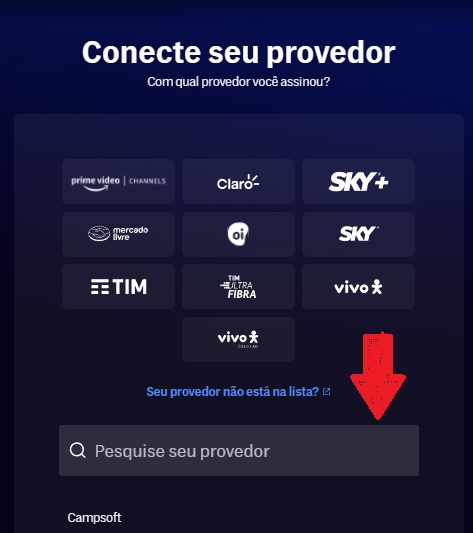 Conecte seu provedor
Com qual provedor você assinou?
prime video | CHANNELS
Claro
SKY+
mercado
livre
oi
SKY
TIM
TIM
ULTRA
FIBRA
vivo
vivo
CELULAR
Seu provedor não está na lista?
Pesquise seu provedor
Campsoft